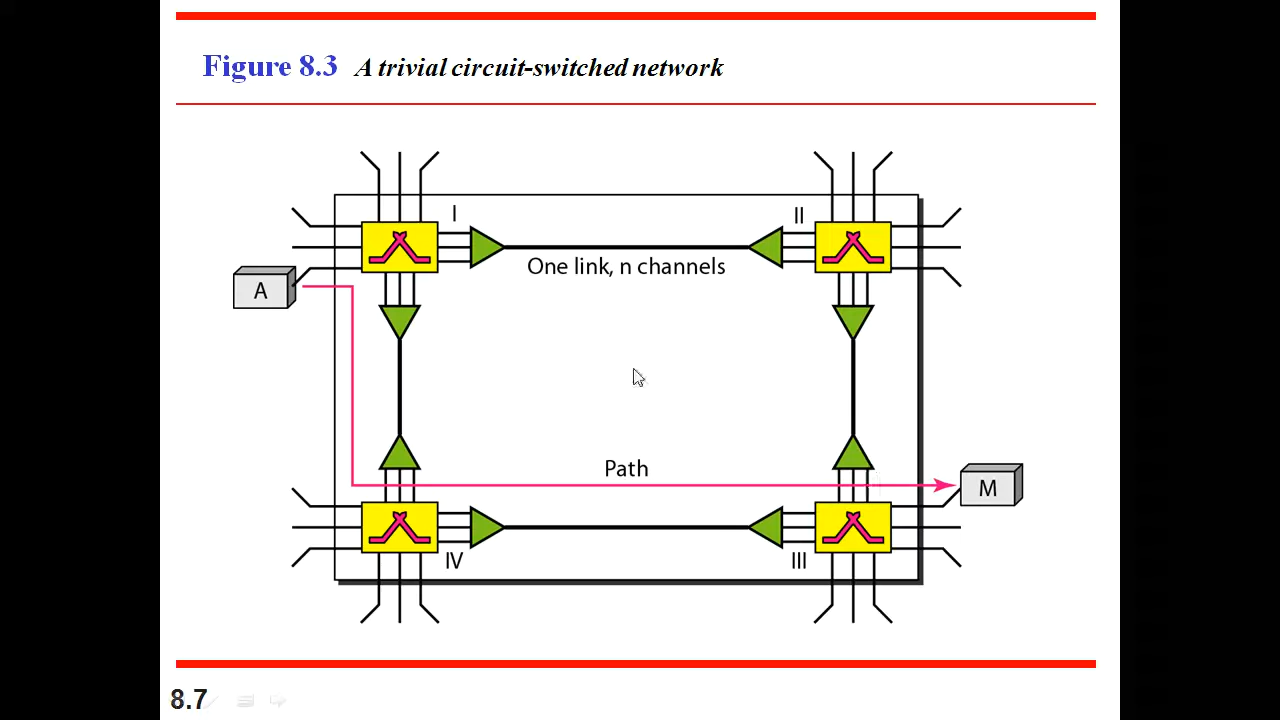 Figure 8.3 A trivial circuit-switched network
I
II
One link, n channels
A
Path
M
IV
III
8.7